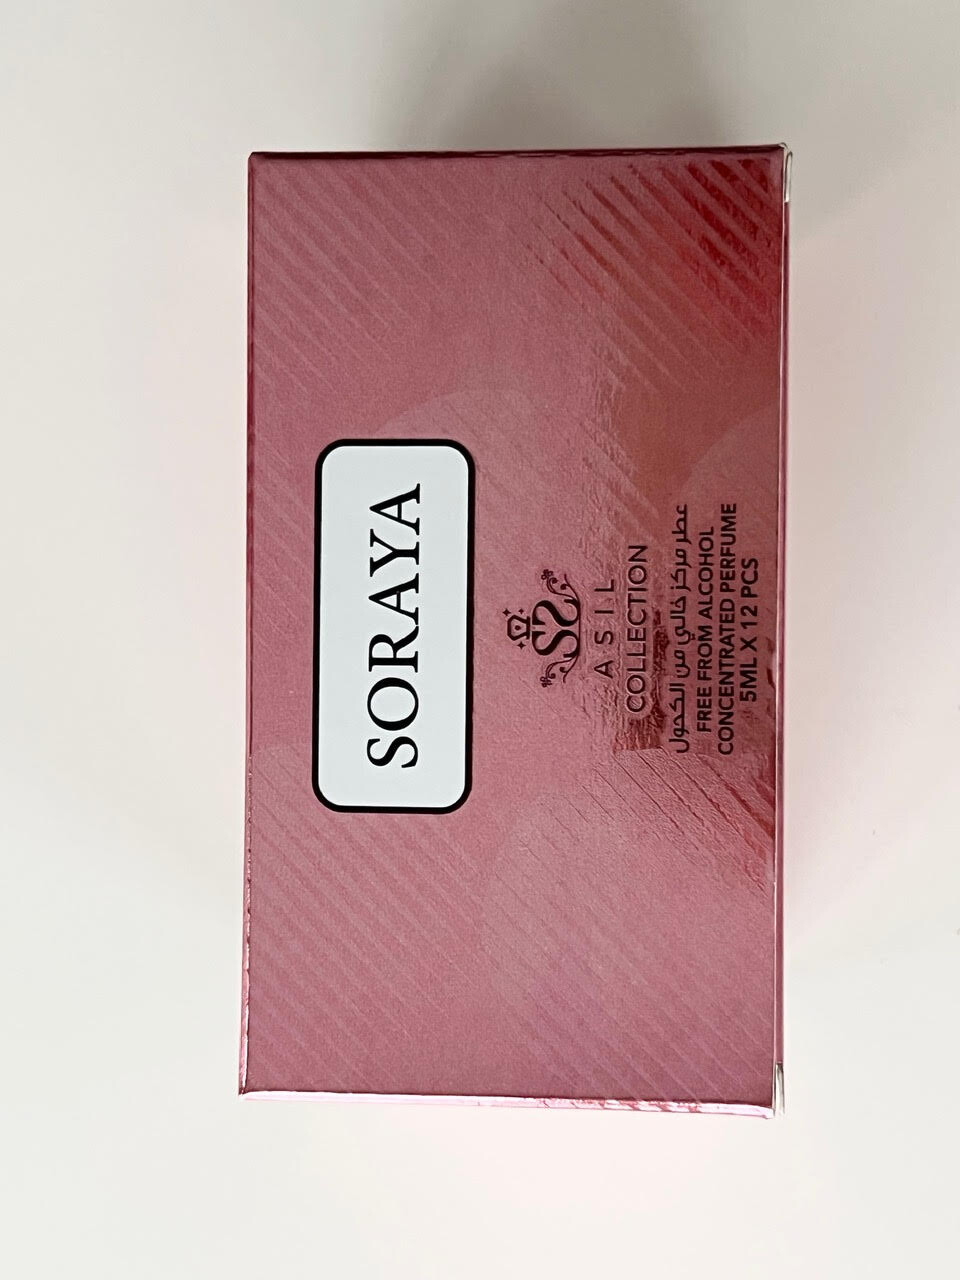 SORAYA
ASIL
COLLECTION
عطر مركز خالي من الكحول
FREE FROM ALCOHOL
CONCENTRATED PERFUME
5ML X 12 PCS